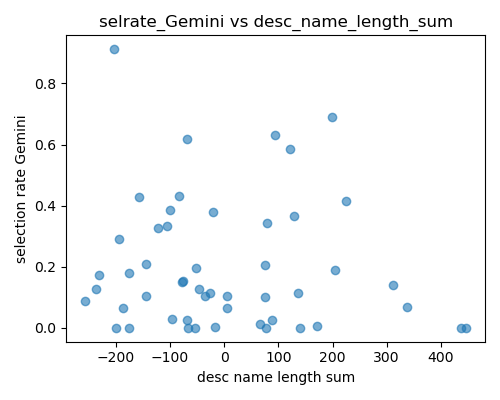 selrate_Gemini vs desc_name_length_sum
selection rate Gemini
0.8
0.6
0.4
0.2
0.0
−200 −100 0 100 200 300 400
desc name length sum